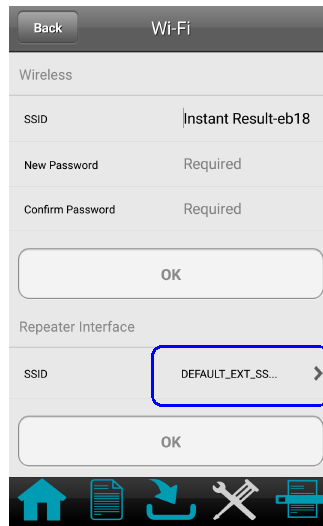 Back
Wi-Fi
Wireless
SSID Instant Result-eb18
New Password Required
Confirm Password Required
OK
Repeater Interface
SSID DEFAULT_EXT_SS...
OK